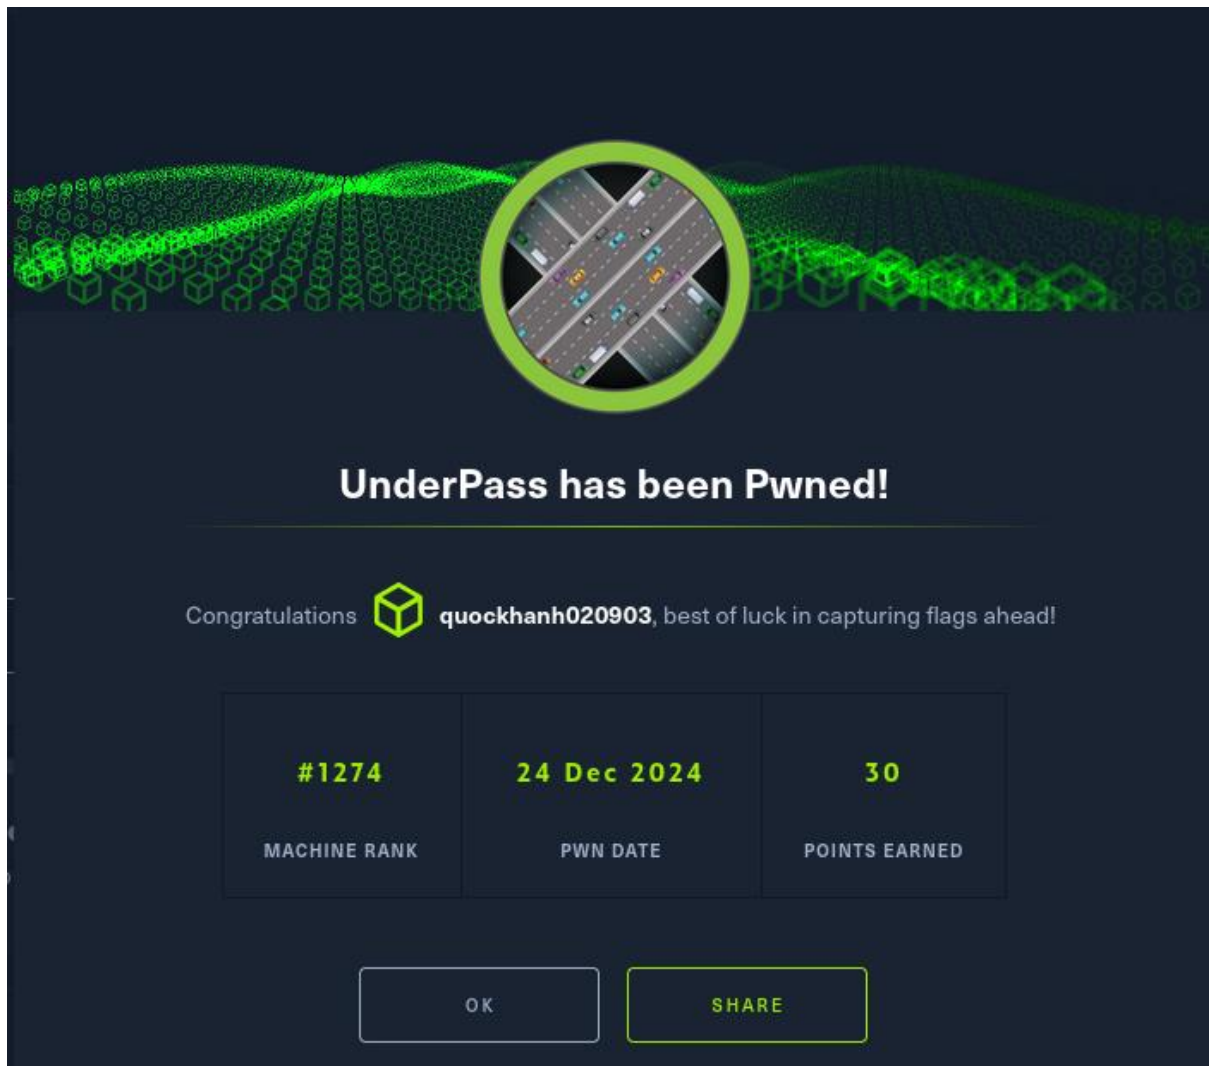 UnderPass has been Pwned!
Congratulations quockhanh020903, best of luck in capturing flags ahead!
#1274 24 Dec 2024 30
MACHINE RANK PWN DATE POINTS EARNED
OK SHARE